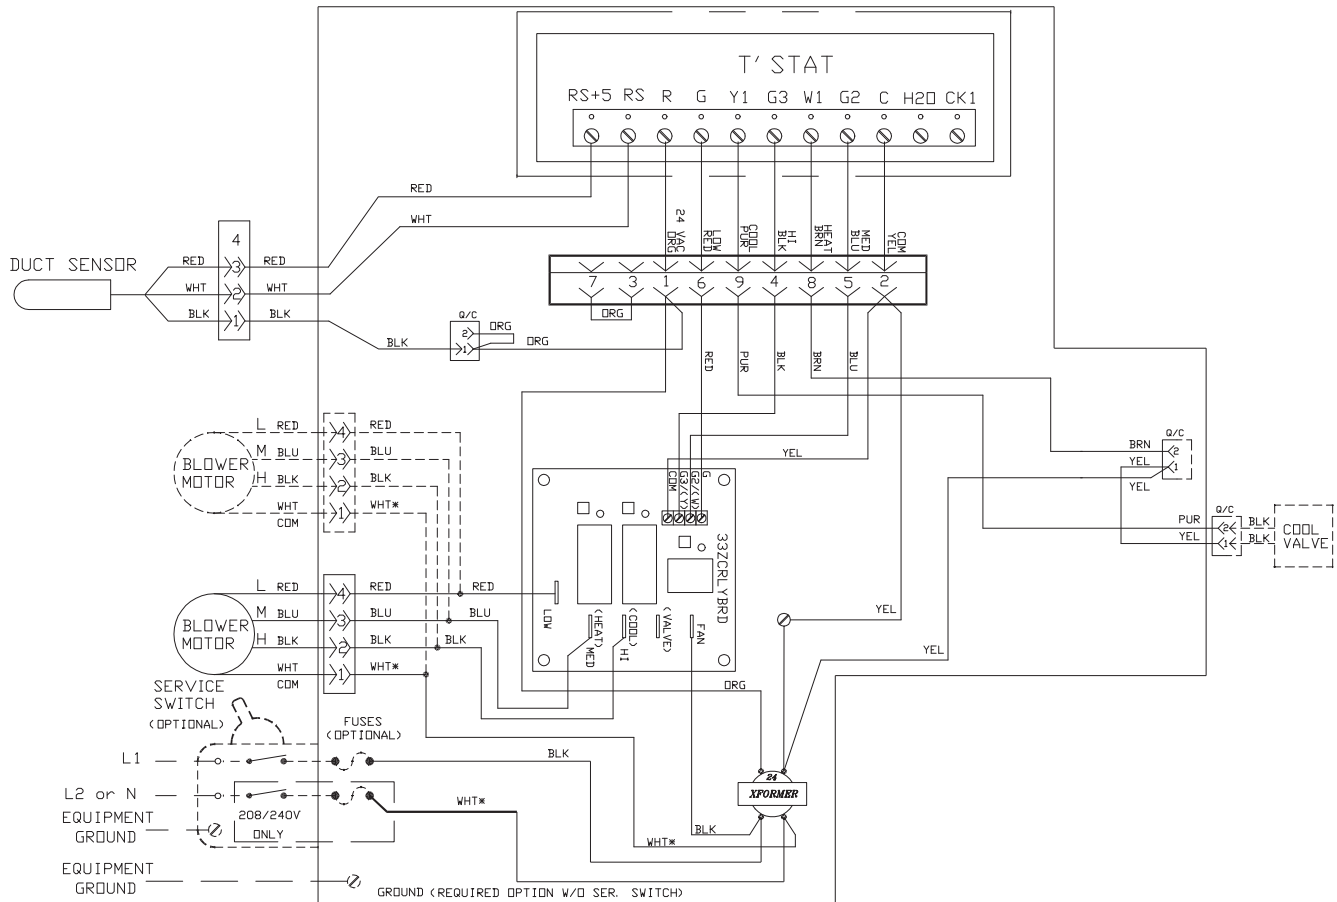 T' STAT
RS+5 RS R G Y1 G3 W1 G2 C H2O CK1
RED
WHT
24 VAC
ORG
LOW
RED
COOL
PUR
HI
BLK
HEAT
BRN
MED
BLU
COM
YEL
7 3 1 6 9 4 8 5 2
ORG
4
DUCT SENSOR
RED 3 RED
WHT 2 WHT
BLK 1 BLK
BLK
Q/C
2
1
ORG
ORG
RED
PUR
BLK
BRN
BLU
YEL
L RED 4 RED
M BLU 3 BLU
H BLK 2 BLK
WHT 1 WHT*
COM
BLOWER
MOTOR
COM
G3/(Y)
G2/(W)
G
33ZCRLYBRD
LOW
(HEAT) MED
(COOL) HI
(VALVE)
FAN
Q/C
BRN 2
YEL 1
YEL
Q/C
PUR 2 BLK
YEL 1 BLK
COOL
VALVE
L RED 4 RED RED
M BLU 3 BLU BLU
H BLK 2 BLK BLK
WHT 1 WHT*
COM
BLOWER
MOTOR
YEL
YEL
ORG
SERVICE
SWITCH
(OPTIONAL)
FUSES
(OPTIONAL)
L1
BLK
L2 or N
WHT*
208/240V
ONLY
EQUIPMENT
GROUND
24
XFORMER
BLK
WHT*
EQUIPMENT
GROUND
GROUND (REQUIRED OPTION W/O SER. SWITCH)